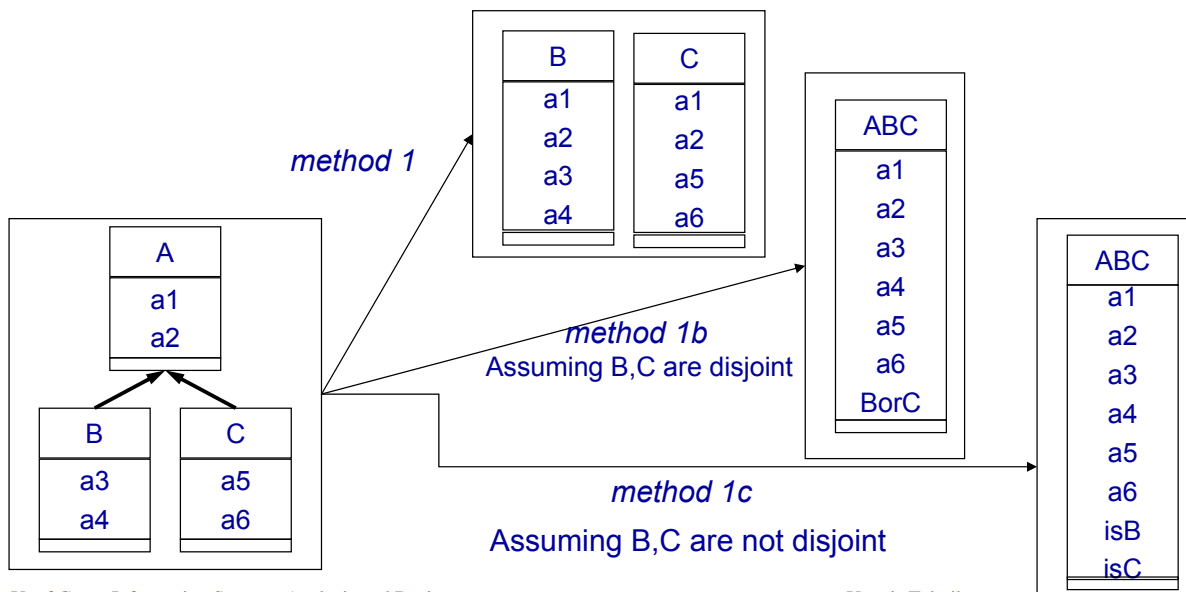 B
a1
a2
a3
a4
C
a1
a2
a5
a6
method 1
ABC
a1
a2
a3
a4
a5
a6
BorC
A
a1
a2
B
a3
a4
C
a5
a6
method 1b
Assuming B,C are disjoint
method 1c
Assuming B,C are not disjoint
ABC
a1
a2
a3
a4
a5
a6
isB
isC